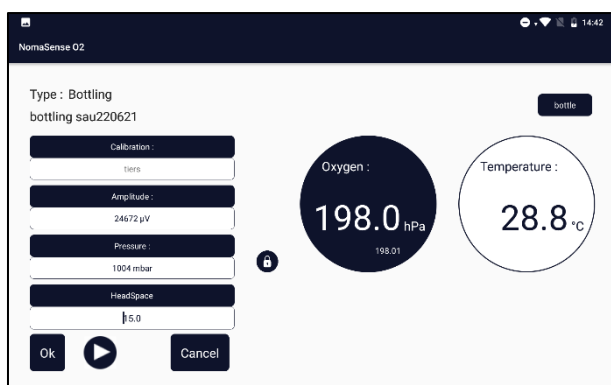 14:42
NomaSense O2
Type : Bottling
bottling sau220621
bottle
Calibration :
tiers
Amplitude :
24672 µV
Pressure :
1004 mbar
HeadSpace
15.0
Ok
Cancel
Oxygen :
198.0 hPa
198.01
Temperature :
28.8 °C